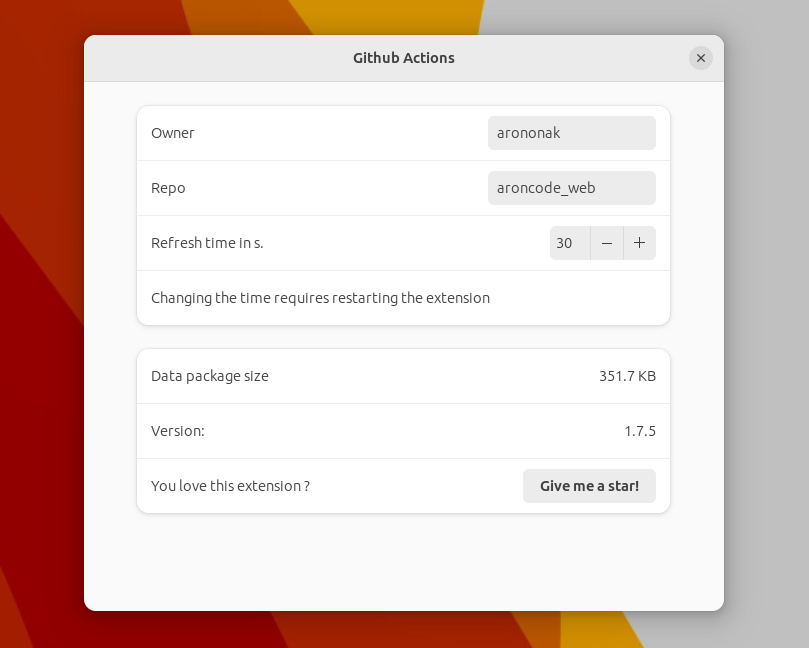 Github Actions
Owner
arononak
Repo
aroncode_web
Refresh time in s.
30
Changing the time requires restarting the extension
Data package size
351.7 KB
Version:
1.7.5
You love this extension ?
Give me a star!